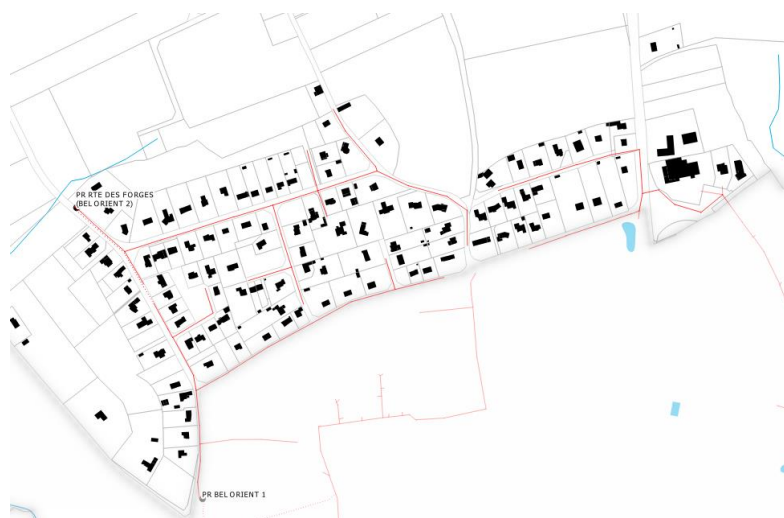 PR RTE DES FORGES
(BEL ORIENT 2)
PR BEL ORIENT 1